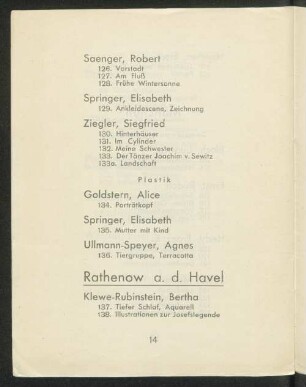 Saenger, Robert
126. Vorstadt
127. Am Fluß
128. Frühe Wintersonne
Springer, Elisabeth
129. Ankleidescene, Zeichnung
Ziegler, Siegfried
130. Hinterhäuser
131. Im Cylinder
132. Meine Schwester
133. Der Tänzer Joachim v. Sewitz
133a. Landschaft
Plastik
Goldstern, Alice
134. Porträtkopf
Springer, Elisabeth
135. Mutter mit Kind
Ullmann-Speyer, Agnes
136. Tiergruppe, Terracotta
Rathenow a. d. Havel
Klewe-Rubinstein, Bertha
137. Tiefer Schlaf, Aquarell
138. Illustrationen zur Josefslegende
14